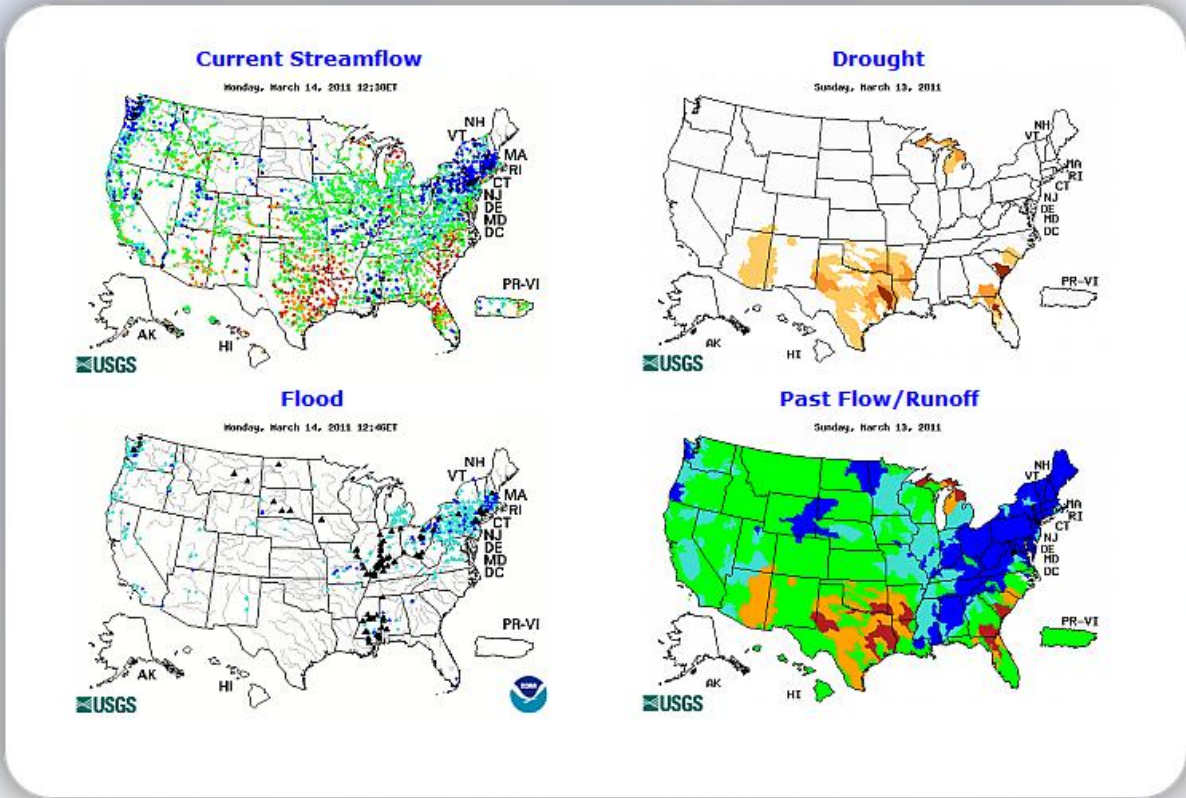 Current Streamflow
Monday, March 14, 2011 12:30ET
NH
VT
MA
RI
CT
NJ
DE
MD
DC
PR-VI
AK
HI
USGS
Drought
Sunday, March 13, 2011
NH
VT
MA
RI
CT
NJ
DE
MD
DC
PR-VI
AK
HI
USGS
Flood
Monday, March 14, 2011 12:46ET
NH
VT
MA
RI
CT
NJ
DE
MD
DC
PR-VI
AK
HI
USGS
Past Flow/Runoff
Sunday, March 13, 2011
NH
VT
MA
RI
CT
NJ
DE
MD
DC
PR-VI
AK
HI
USGS